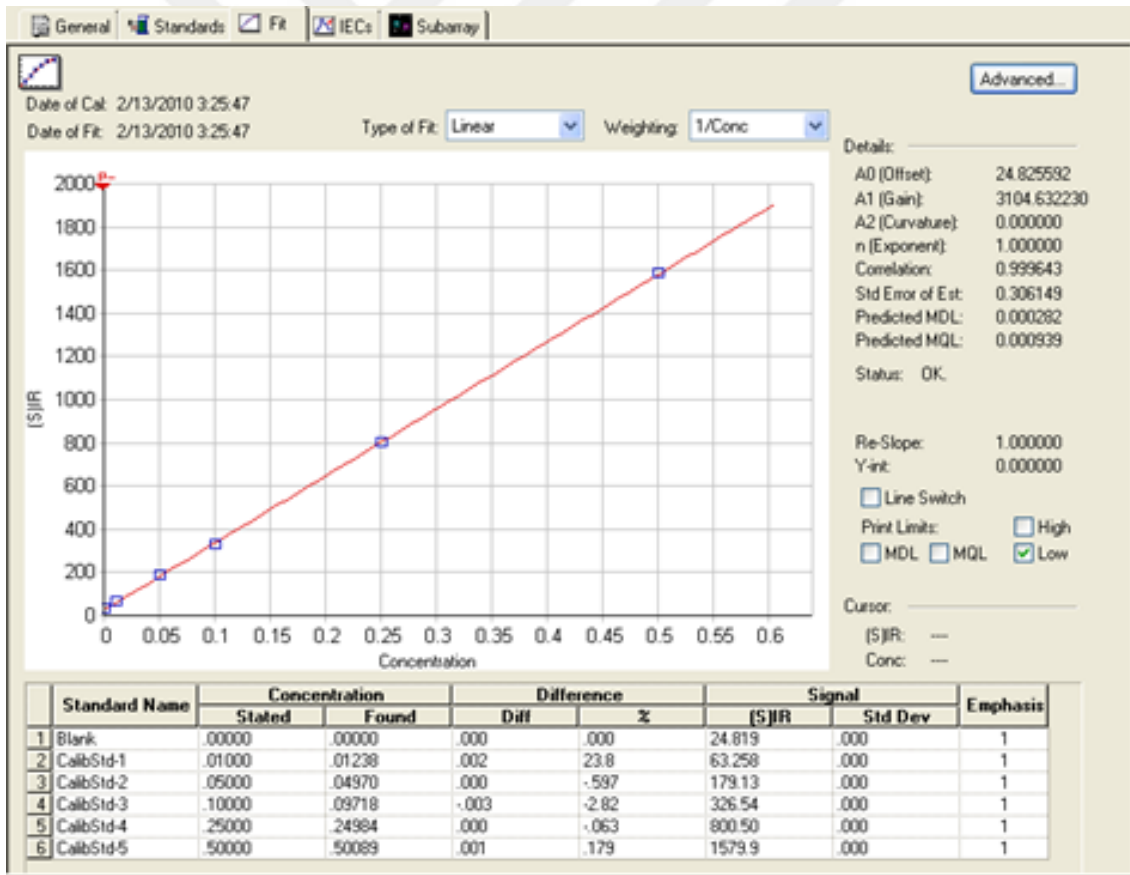 General Standards Fit IECs Subarray
Advanced...
Date of Cal: 2/13/2010 3:25:47
Date of Fit: 2/13/2010 3:25:47
Type of Fit: Linear Weighting: 1/Conc
Details:
A0 (Offset): 24.825592
A1 (Gain): 3104.632230
A2 (Curvature): 0.000000
n (Exponent): 1.000000
Correlation: 0.999643
Std Error of Est: 0.306149
Predicted MDL: 0.000282
Predicted MQL: 0.000939
Status: OK.
Re-Slope: 1.000000
Y-int: 0.000000
Line Switch
Print Limits: High
MDL MQL Low
Cursor:
(S)IR: ---
Conc: ---
2000
1800
1600
1400
1200
1000
800
600
400
200
0
(S)IR
0 0.05 0.1 0.15 0.2 0.25 0.3 0.35 0.4 0.45 0.5 0.55 0.6
Concentration
Standard Name Concentration Difference Signal Emphasis
Stated Found Diff % (S)IR Std Dev
1 Blank .00000 .00000 .000 .000 24.819 .000 1
2 CalibStd-1 .01000 .01238 .002 23.8 63.258 .000 1
3 CalibStd-2 .05000 .04970 .000 -.597 179.13 .000 1
4 CalibStd-3 .10000 .09718 -.003 -2.82 326.54 .000 1
5 CalibStd-4 .25000 .24984 .000 -.063 800.50 .000 1
6 CalibStd-5 .50000 .50089 .001 .179 1579.9 .000 1